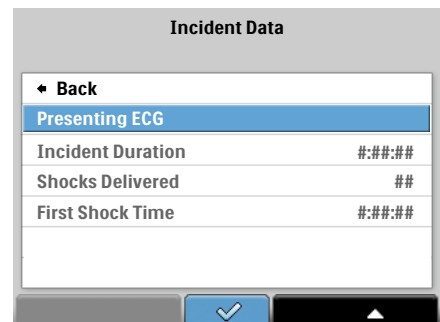 Incident Data
Back
Presenting ECG
Incident Duration #:##:##
Shocks Delivered ##
First Shock Time #:##:##